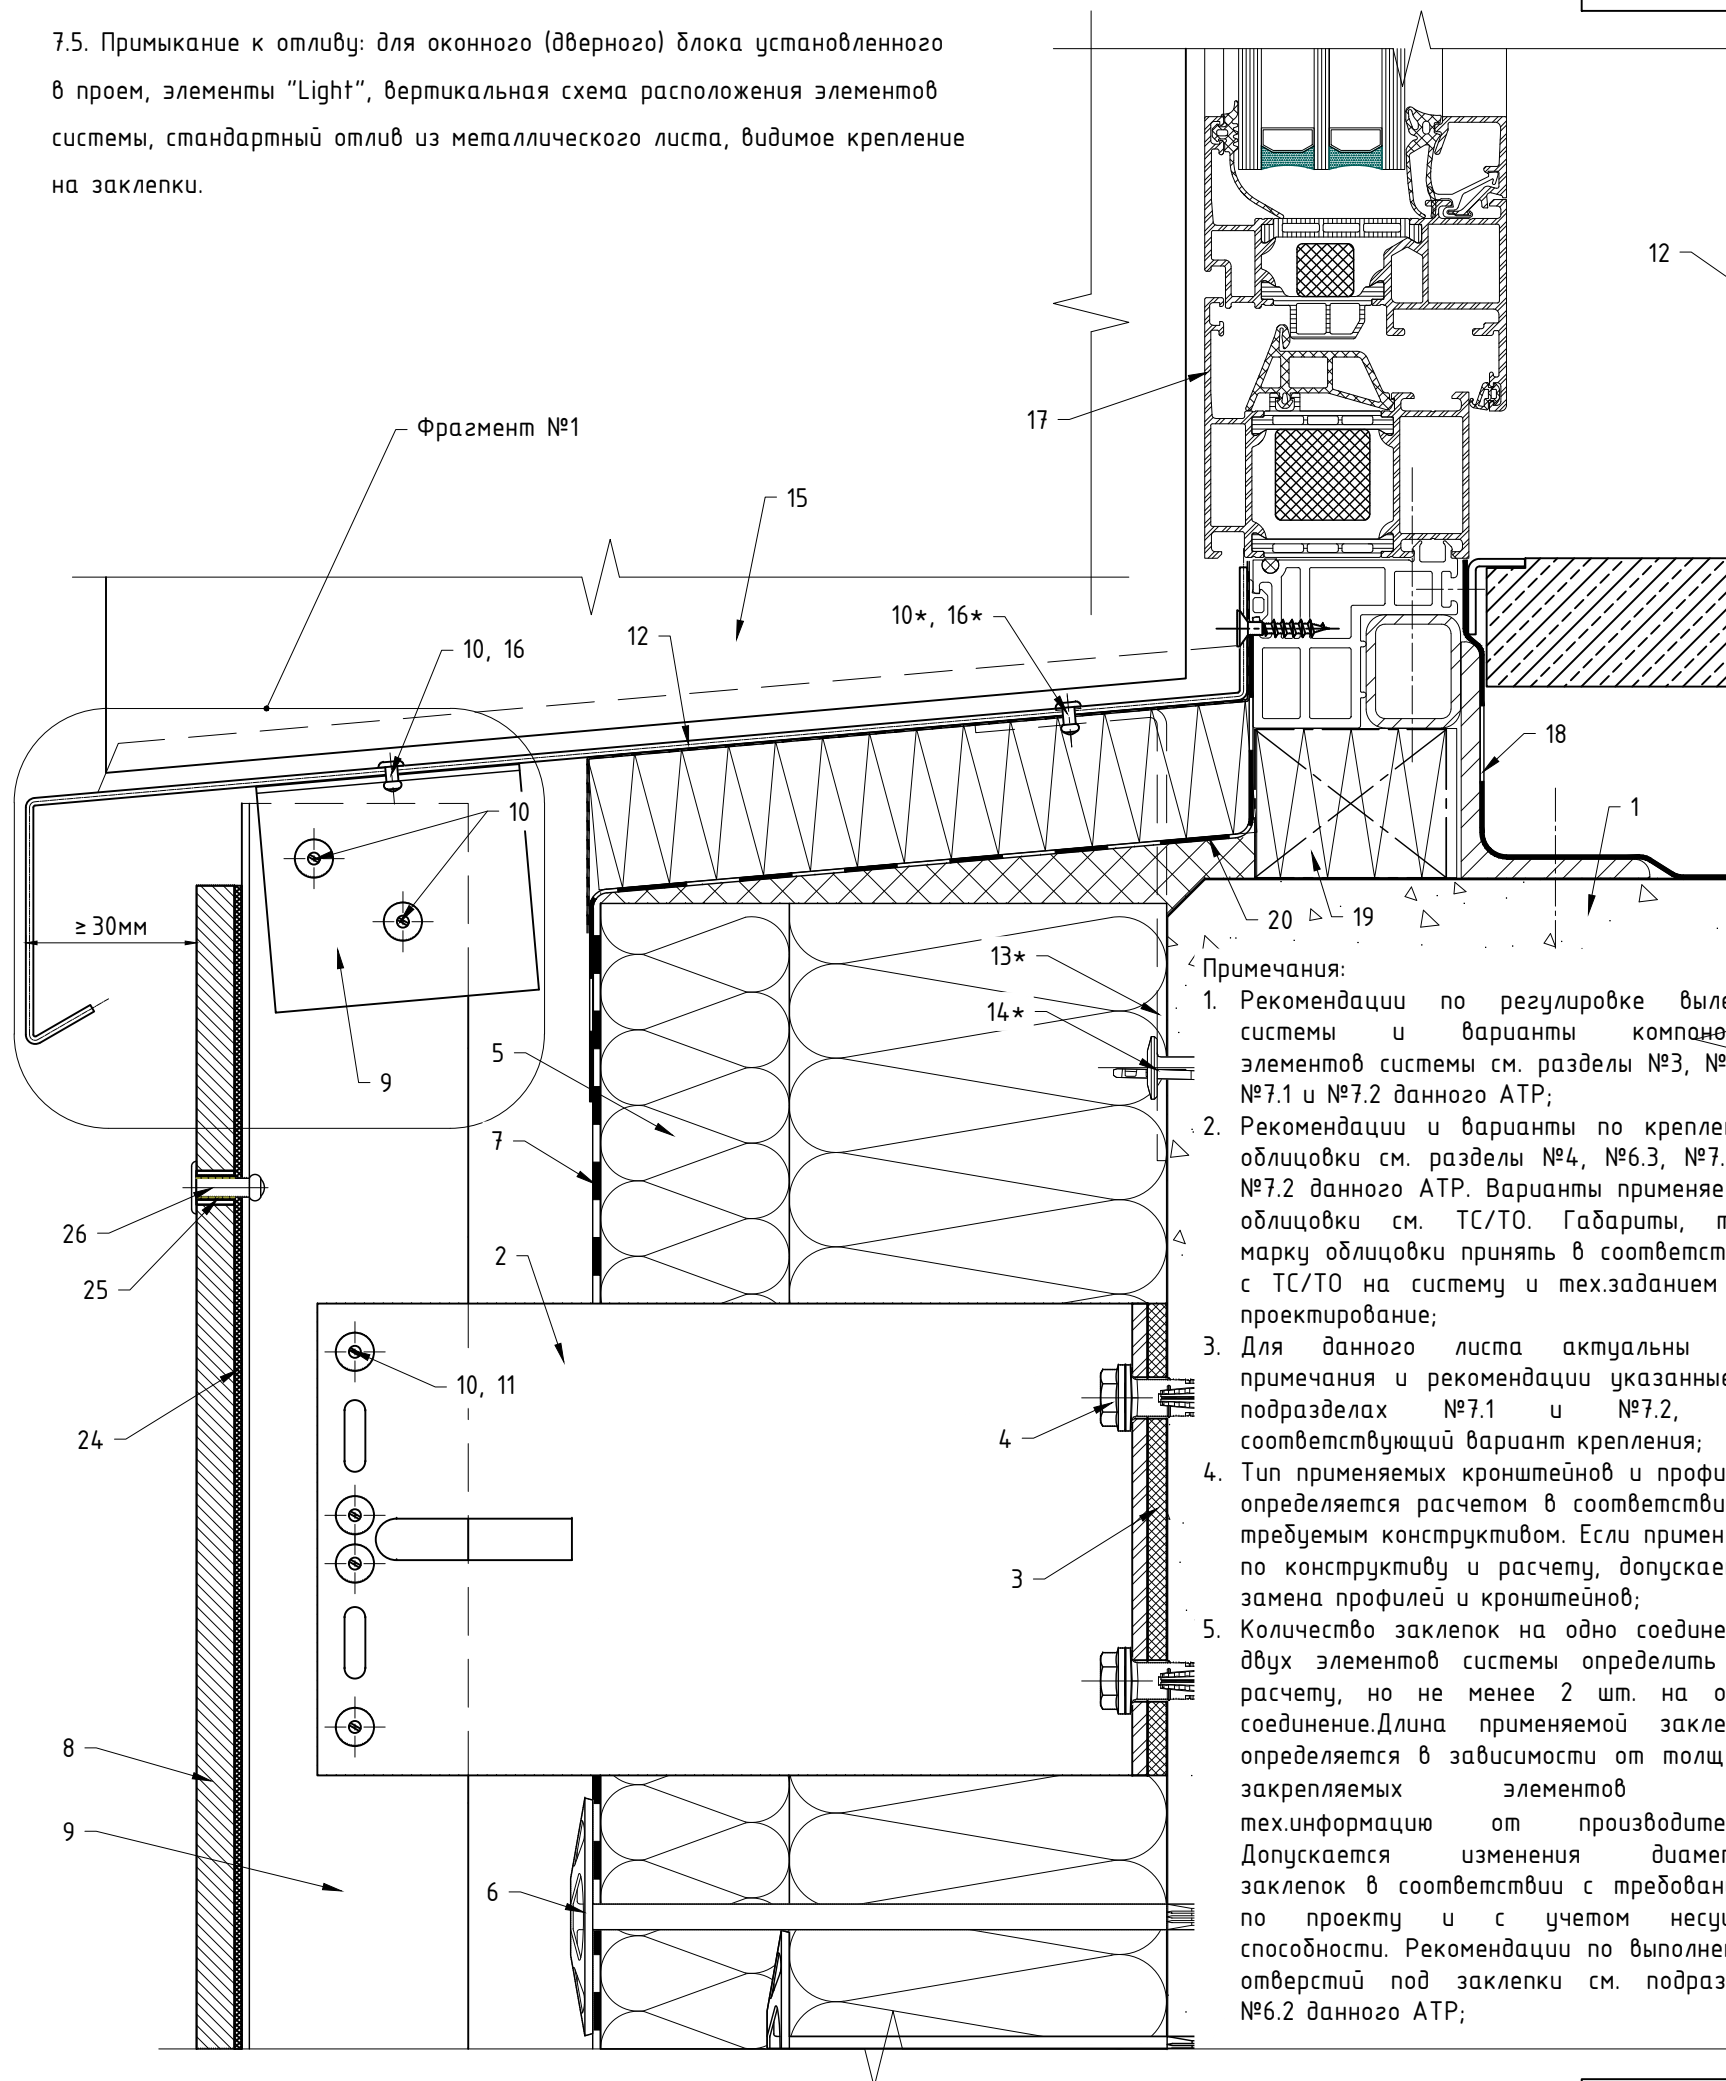 7.5. Примыкание к отливу: для оконного (дверного) блока установленного
в проем, элементы "Light", вертикальная схема расположения элементов
системы, стандартный отлив из металлического листа, видимое крепление
на заклепки.
12
17
Фрагмент №1
15
10*, 16*
12
10, 16
18
10
1
20
19
≥30мм
13*
14*
5
9
7
26
2
25
10, 11
24
4
3
8
9
6
Примечания:
1. Рекомендации по регулировке
системы и варианты
элементов системы см. разделы №3,
№7.1 и №7.2 данного АТР;
2. Рекомендации и варианты по
облицовки см. разделы №4, №6.3,
№7.2 данного АТР. Варианты
облицовки см. ТС/ТО. Габариты,
марку облицовки принять в
с ТС/ТО на систему и тех.заданием
проектирование;
3. Для данного листа актуальны
примечания и рекомендации указанные
подразделах №7.1 и №7.2,
соответствующий вариант крепления;
4. Тип применяемых кронштейнов и
определяется расчетом в
требуемым конструктивом. Если
по конструктиву и расчету,
замена профилей и кронштейнов;
5. Количество заклепок на одно
двух элементов системы определить
расчету, но не менее 2 шт. на
соединение.Длина применяемой
определяется в зависимости от
закрепляемых элементов
тех.информацию от
Допускается изменения
заклепок в соответствии с
по проекту и с учетом
способности. Рекомендации по
отверстий под заклепки см.
№6.2 данного АТР;